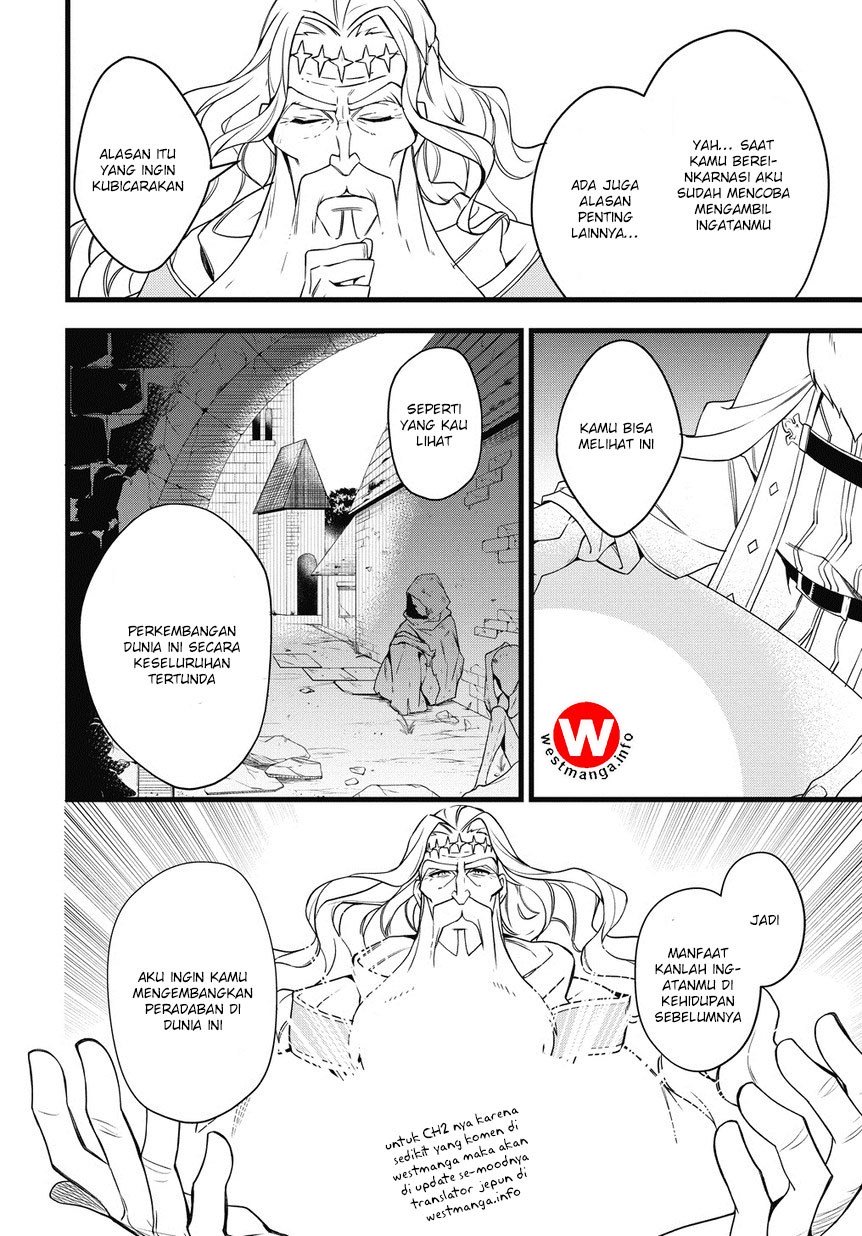 YAH... SAAT
KAMU BEREI-
NKARNASI AKU
SUDAH MENCOBA
MENGAMBIL
INGATANMU
ADA JUGA
ALASAN
PENTING
LAINNYA...
ALASAN ITU
YANG INGIN
KUBICARAKAN
KAMU BISA
MELIHAT INI
SEPERTI
YANG KAU
LIHAT
PERKEMBANGAN
DUNIA INI SECARA
KESELURUHAN
TERTUNDA
W
westmanga.info
JADI
MANFAAT
KANLAH ING-
ATANMU DI
KEHIDUPAN
SEBELUMNYA
AKU INGIN KAMU
MENGEMBANGKAN
PERADABAN DI
DUNIA INI
untuk CH2 nya karena
sedikit yang komen di
westmanga maka akan
di update se-moodnya
translator jepun di
westmanga.info